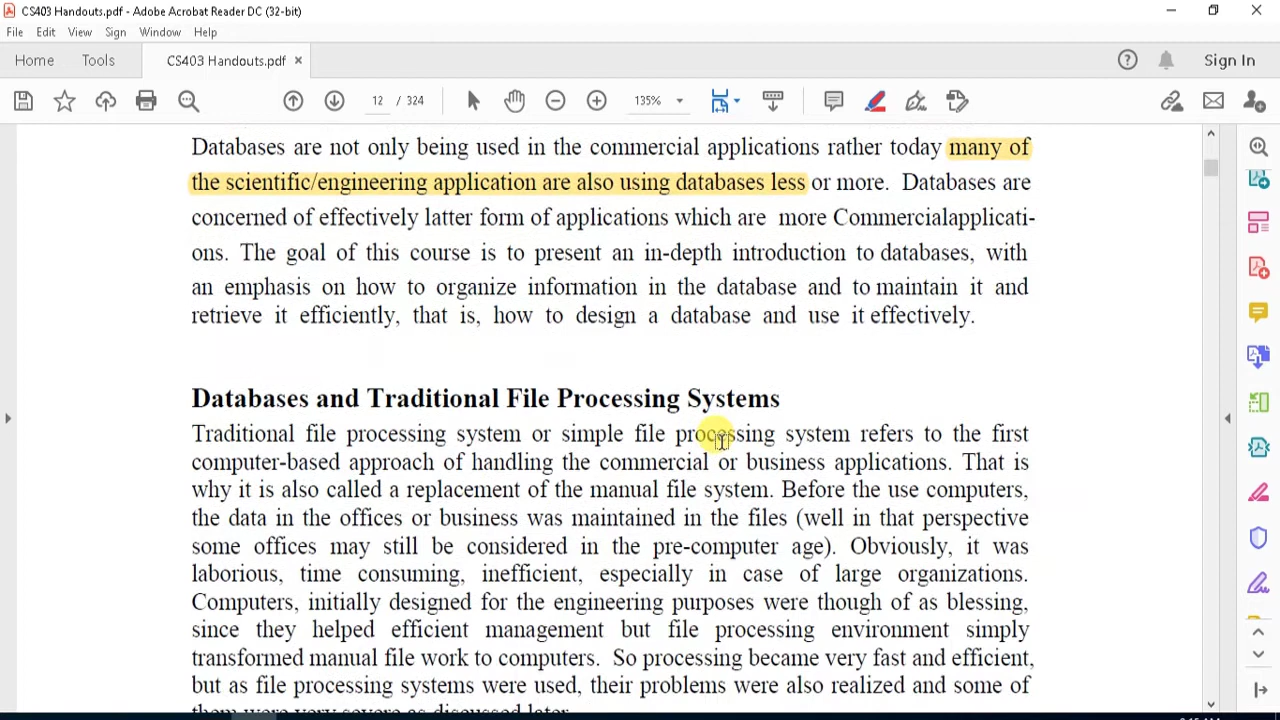 CS403 Handouts.pdf - Adobe Acrobat Reader DC (32-bit)
File Edit View Sign Window Help
Home Tools CS403 Handouts.pdf × Sign In
12 / 324 135%
Databases are not only being used in the commercial applications rather today many of
the scientific/engineering application are also using databases less or more. Databases are
concerned of effectively latter form of applications which are more Commercialapplicati-
ons. The goal of this course is to present an in-depth introduction to databases, with
an emphasis on how to organize information in the database and to maintain it and
retrieve it efficiently, that is, how to design a database and use it effectively.
Databases and Traditional File Processing Systems
Traditional file processing system or simple file processing system refers to the first
computer-based approach of handling the commercial or business applications. That is
why it is also called a replacement of the manual file system. Before the use computers,
the data in the offices or business was maintained in the files (well in that perspective
some offices may still be considered in the pre-computer age). Obviously, it was
laborious, time consuming, inefficient, especially in case of large organizations.
Computers, initially designed for the engineering purposes were though of as blessing,
since they helped efficient management but file processing environment simply
transformed manual file work to computers. So processing became very fast and efficient,
but as file processing systems were used, their problems were also realized and some of
them were very severe as discussed later.